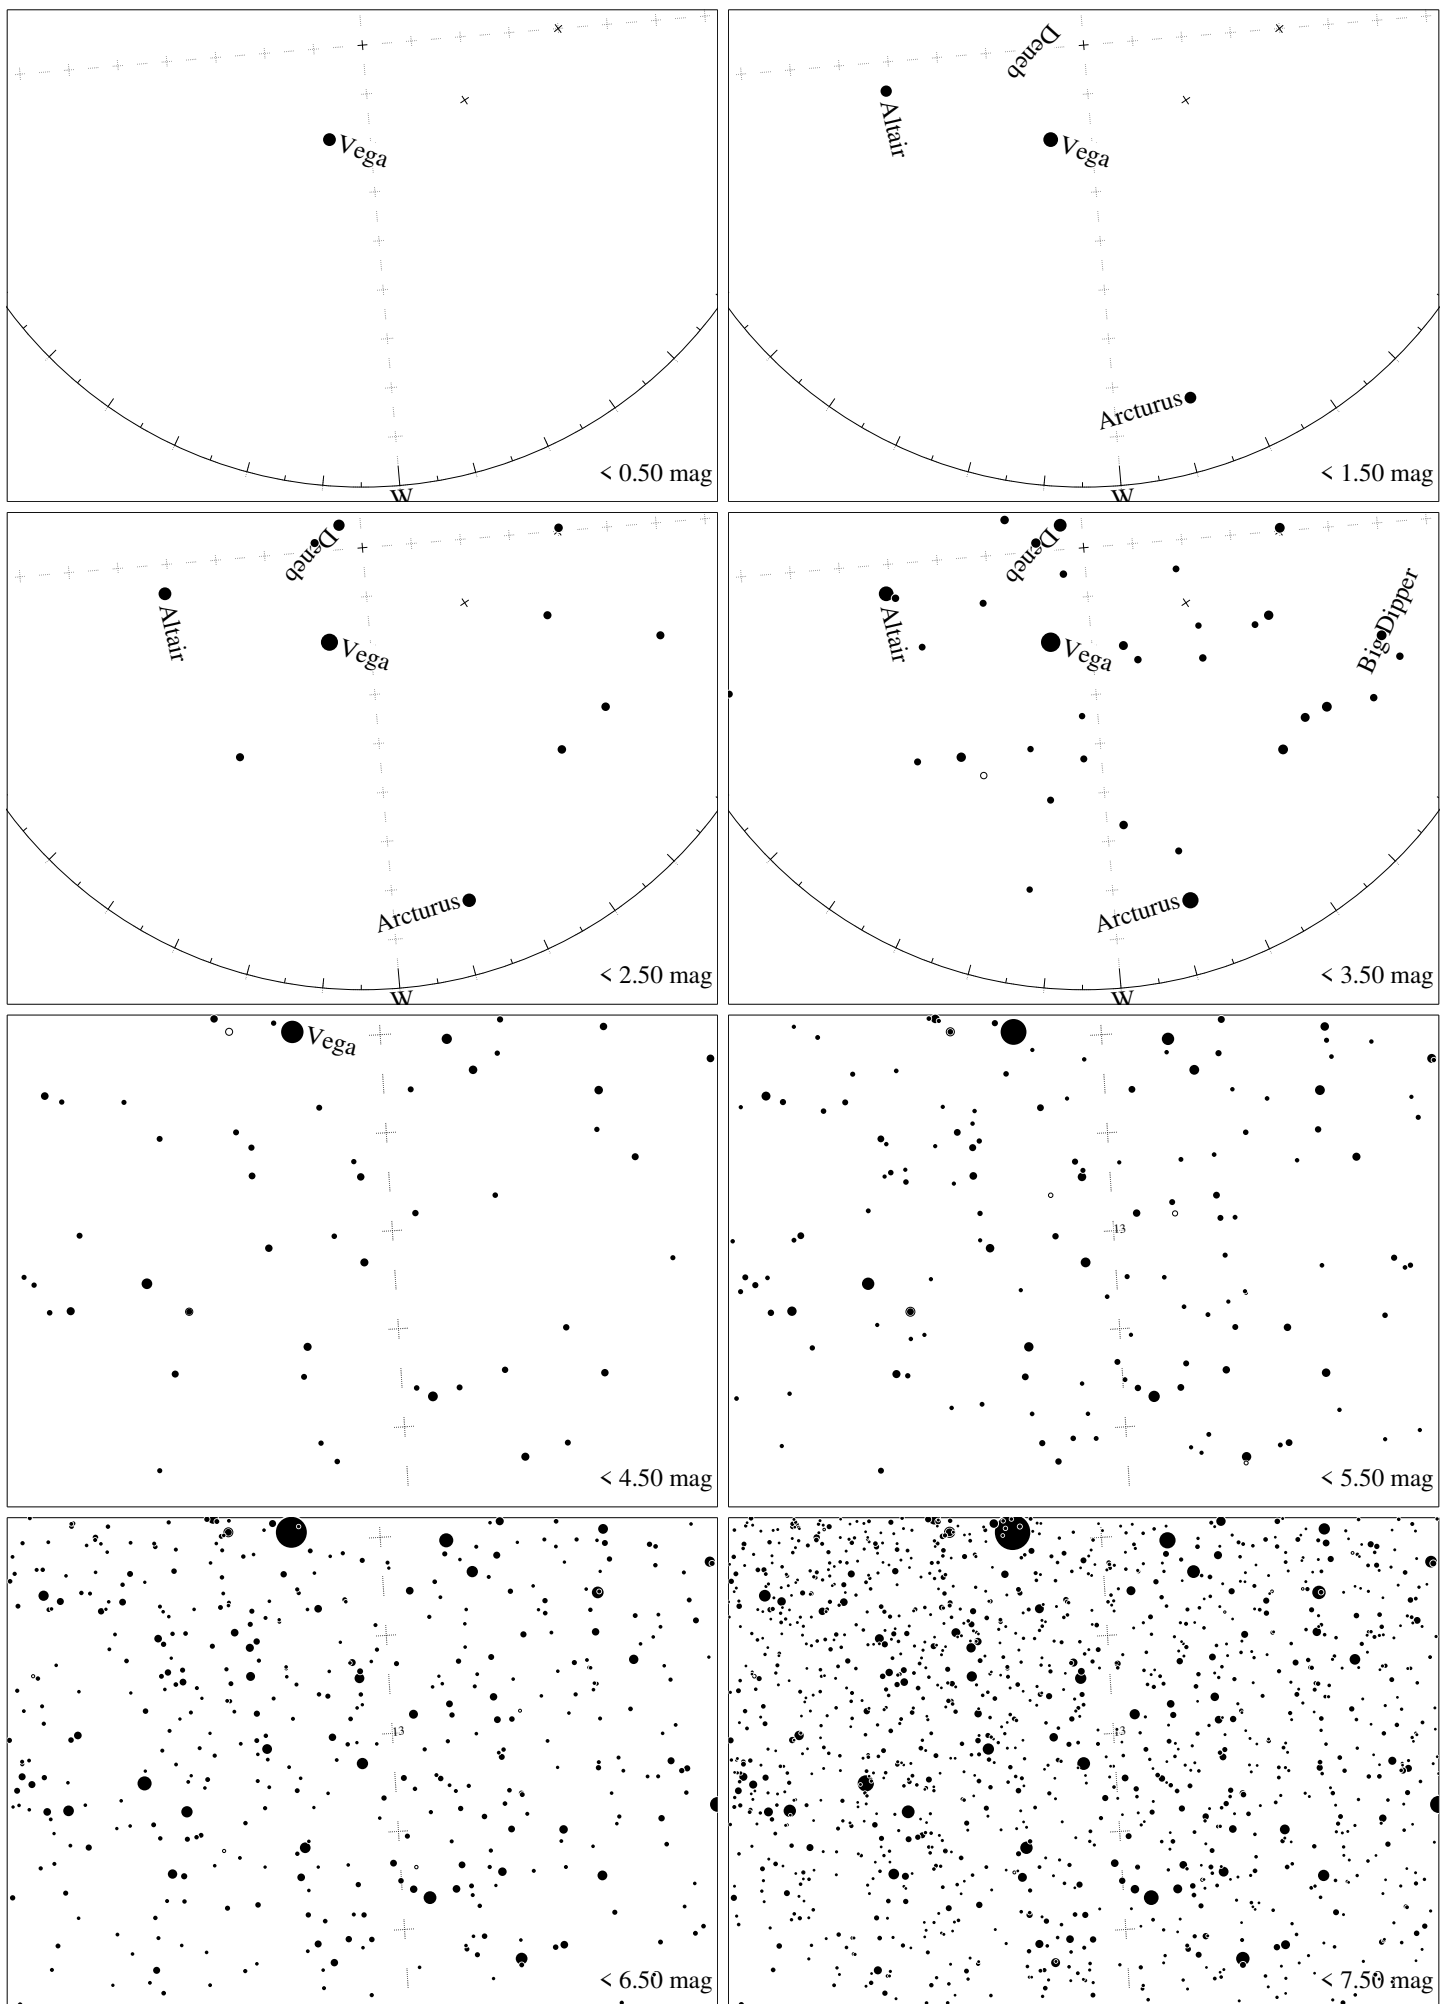 Vega
< 0.50 mag
W
Deneb
Altair
Vega
Arcturus
< 1.50 mag
W
Deneb
Altair
Vega
Arcturus
< 2.50 mag
W
Deneb
Altair
Vega
Big Dipper
Arcturus
< 3.50 mag
W
Vega
< 4.50 mag
13
< 5.50 mag
13
< 6.50 mag
13
< 7.50 mag